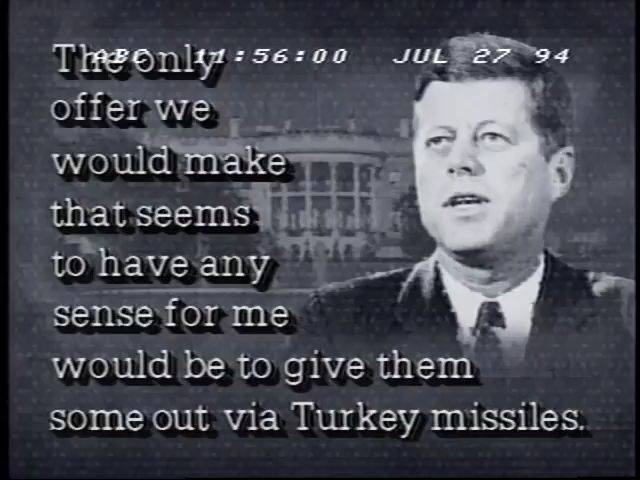 ABC 11:56:00 JUL 27 94
The only
offer we
would make
that seems
to have any
sense for me
would be to give them
some out via Turkey missiles.